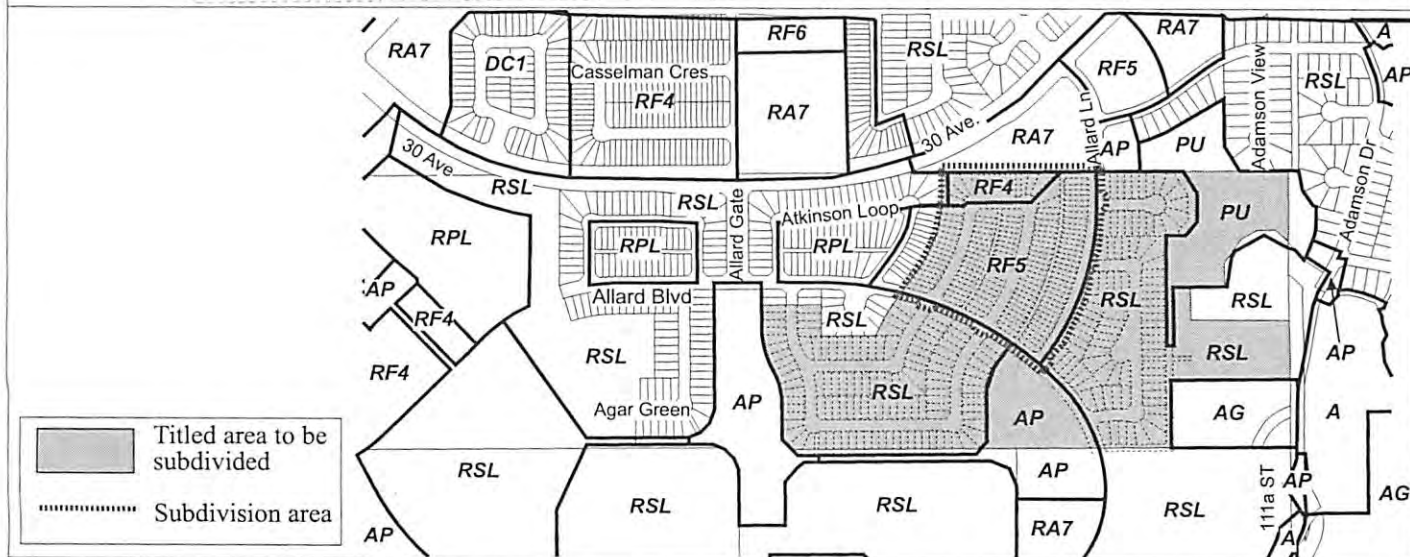 RA7
DC1
Casselman Cres
RF4
RF6
RA7
RSL
RA7
RF5
Adamson View
RSL
A
AP
30 Ave
30 Ave.
RA7
Allard Ln
AP
PU
Adamson Dr
RSL
RSL
Allard Gate
Atkinson Loop
RF4
PU
RPL
RPL
RPL
RF5
AP
Allard Blvd
RSL
RSL
RSL
RF4
RF4
RSL
RSL
RSL
AP
Agar Green
AP
AP
AG
A
RSL
RSL
RSL
AP
RA7
RSL
111a ST
AP
AG
AP
A
Titled area to be
subdivided
Subdivision area